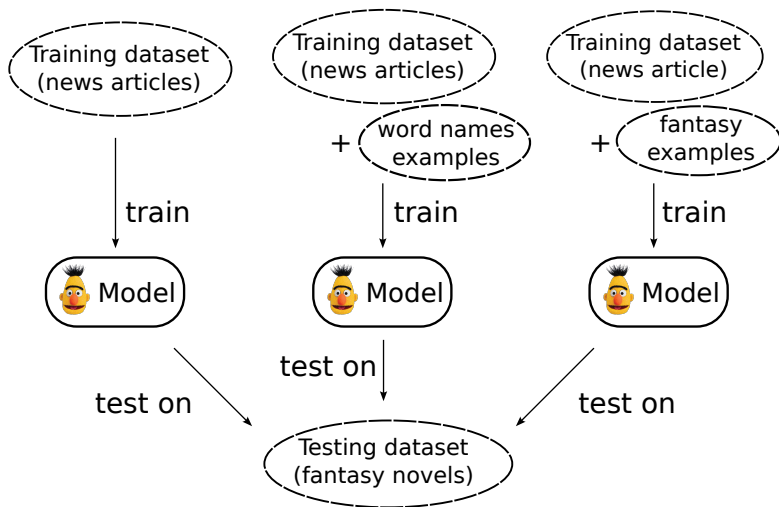 Training dataset
(news articles)
Training dataset
(news articles)
Training dataset
(news article)
+
word names
examples
+
fantasy
examples
train
train
train
Model
Model
Model
test on
test on
test on
Testing dataset
(fantasy novels)